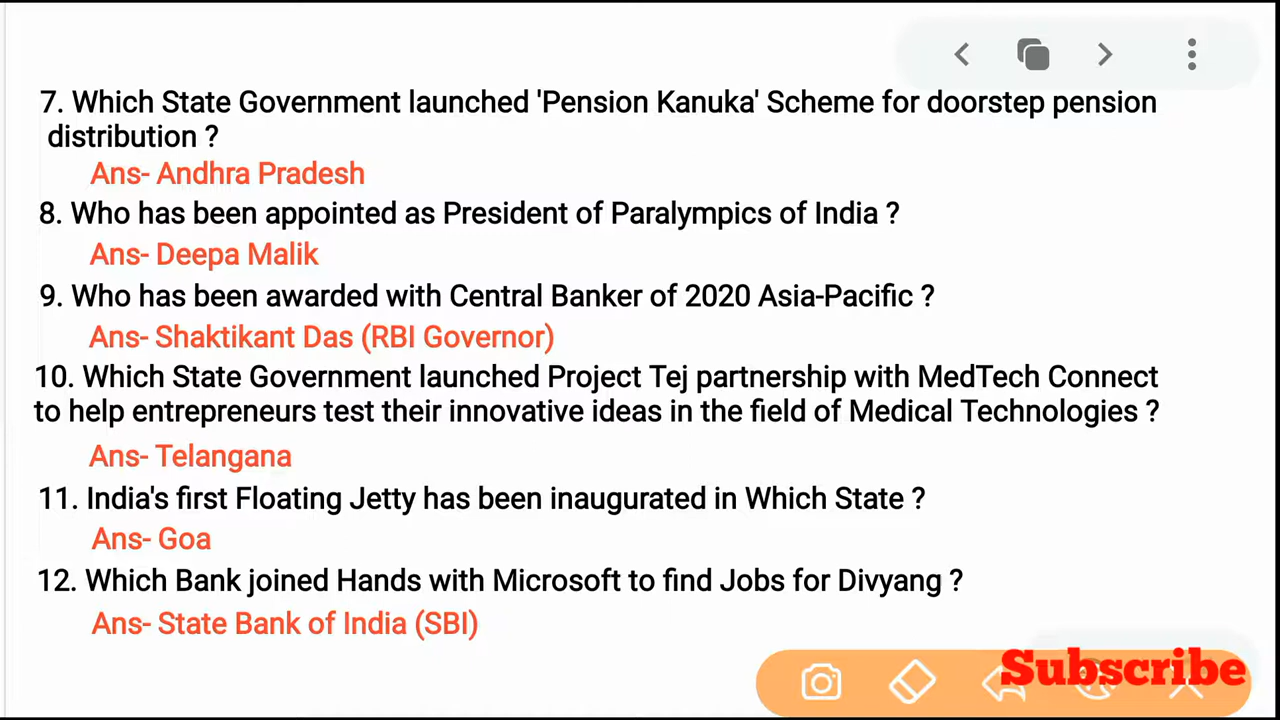 7. Which State Government launched 'Pension Kanuka' Scheme for doorstep pension
distribution ?
Ans- Andhra Pradesh
8. Who has been appointed as President of Paralympics of India ?
Ans- Deepa Malik
9. Who has been awarded with Central Banker of 2020 Asia-Pacific ?
Ans- Shaktikant Das (RBI Governor)
10. Which State Government launched Project Tej partnership with MedTech Connect
to help entrepreneurs test their innovative ideas in the field of Medical Technologies ?
Ans- Telangana
11. India's first Floating Jetty has been inaugurated in Which State ?
Ans- Goa
12. Which Bank joined Hands with Microsoft to find Jobs for Divyang ?
Ans- State Bank of India (SBI)
Subscribe